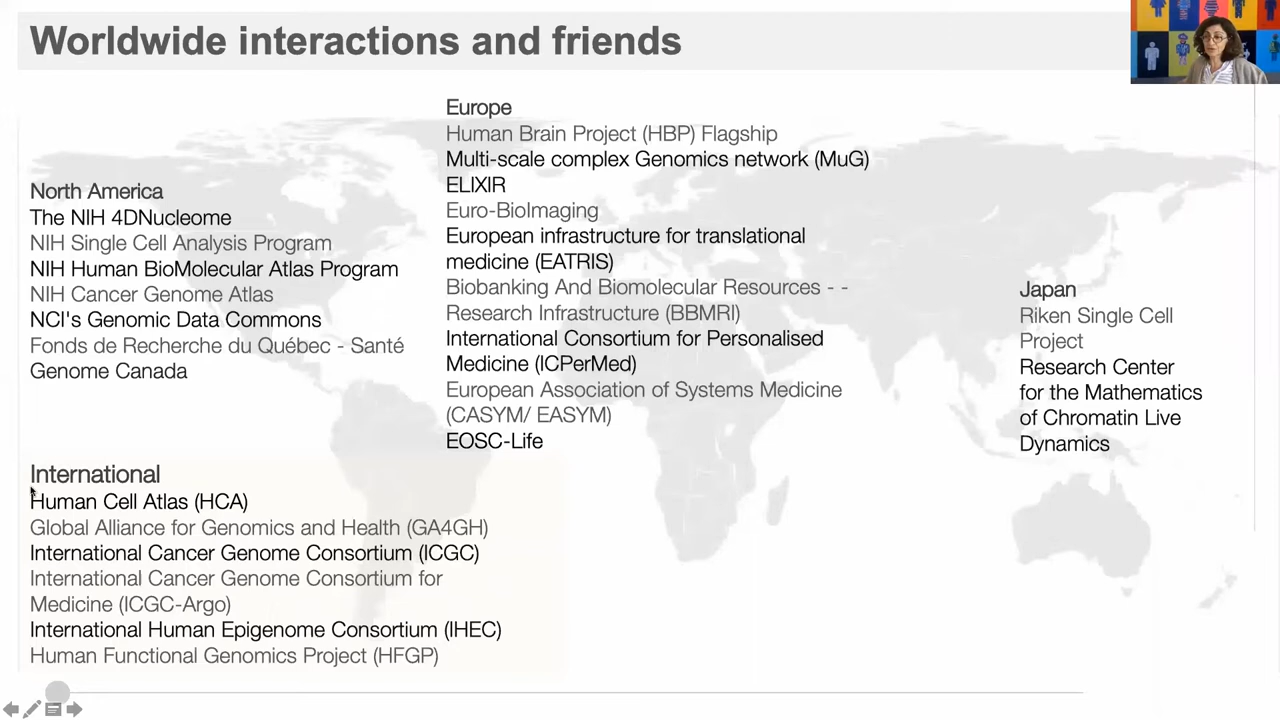 Worldwide interactions and friends
North America
The NIH 4DNucleome
NIH Single Cell Analysis Program
NIH Human BioMolecular Atlas Program
NIH Cancer Genome Atlas
NCI's Genomic Data Commons
Fonds de Recherche du Québec - Santé
Genome Canada
Europe
Human Brain Project (HBP) Flagship
Multi-scale complex Genomics network (MuG)
ELIXIR
Euro-BioImaging
European infrastructure for translational
medicine (EATRIS)
Biobanking And Biomolecular Resources - -
Research Infrastructure (BBMRI)
International Consortium for Personalised
Medicine (ICPerMed)
European Association of Systems Medicine
(CASYM/ EASYM)
EOSC-Life
Japan
Riken Single Cell
Project
Research Center
for the Mathematics
of Chromatin Live
Dynamics
International
Human Cell Atlas (HCA)
Global Alliance for Genomics and Health (GA4GH)
International Cancer Genome Consortium (ICGC)
International Cancer Genome Consortium for
Medicine (ICGC-Argo)
International Human Epigenome Consortium (IHEC)
Human Functional Genomics Project (HFGP)